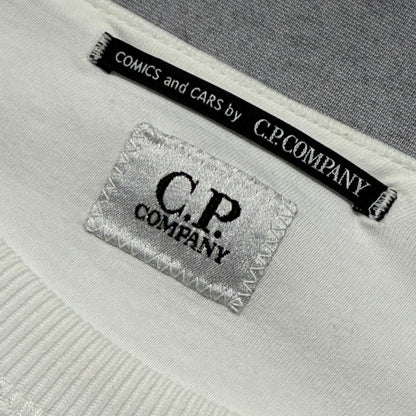 COMICS and CARS by C.P. COMPANY
C.P.
COMPANY